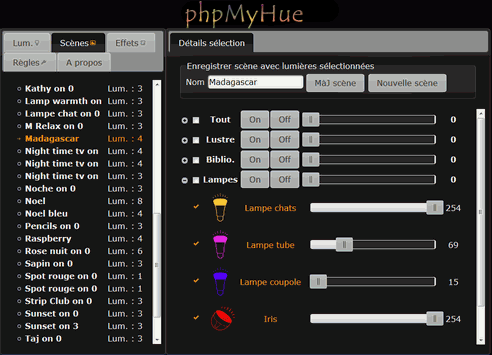 phpMyHue
Lum. Scènes Effets
Règles A propos
Kathy on 0 Lum. : 3
Lamp warmth on Lum. : 3
Lampe chat on 0 Lum. : 3
M Relax on 0 Lum. : 3
Madagascar Lum. : 4
Night time tv on Lum. : 4
Night time tv on Lum. : 4
Night time tv on Lum. : 4
Noche on 0 Lum. : 3
Noel Lum. : 8
Noel bleu Lum. : 4
Pencils on 0 Lum. : 3
Raspberry Lum. : 4
Rose nuit on 0 Lum. : 6
Sapin on 0 Lum. : 3
Spot rouge on 0 Lum. : 1
Spot rouge on 0 Lum. : 1
Strip Club on 0 Lum. : 3
Sunset on 0 Lum. : 3
Sunset on 3 Lum. : 3
Taj on 0 Lum. : 3
Détails sélection
Enregistrer scène avec lumières sélectionnées
Nom Madagascar MàJ scène Nouvelle scène
Tout On Off 0
Lustre On Off 0
Biblio. On Off 0
Lampes On Off 0
Lampe chats 254
Lampe tube 69
Lampe coupole 15
Iris 254